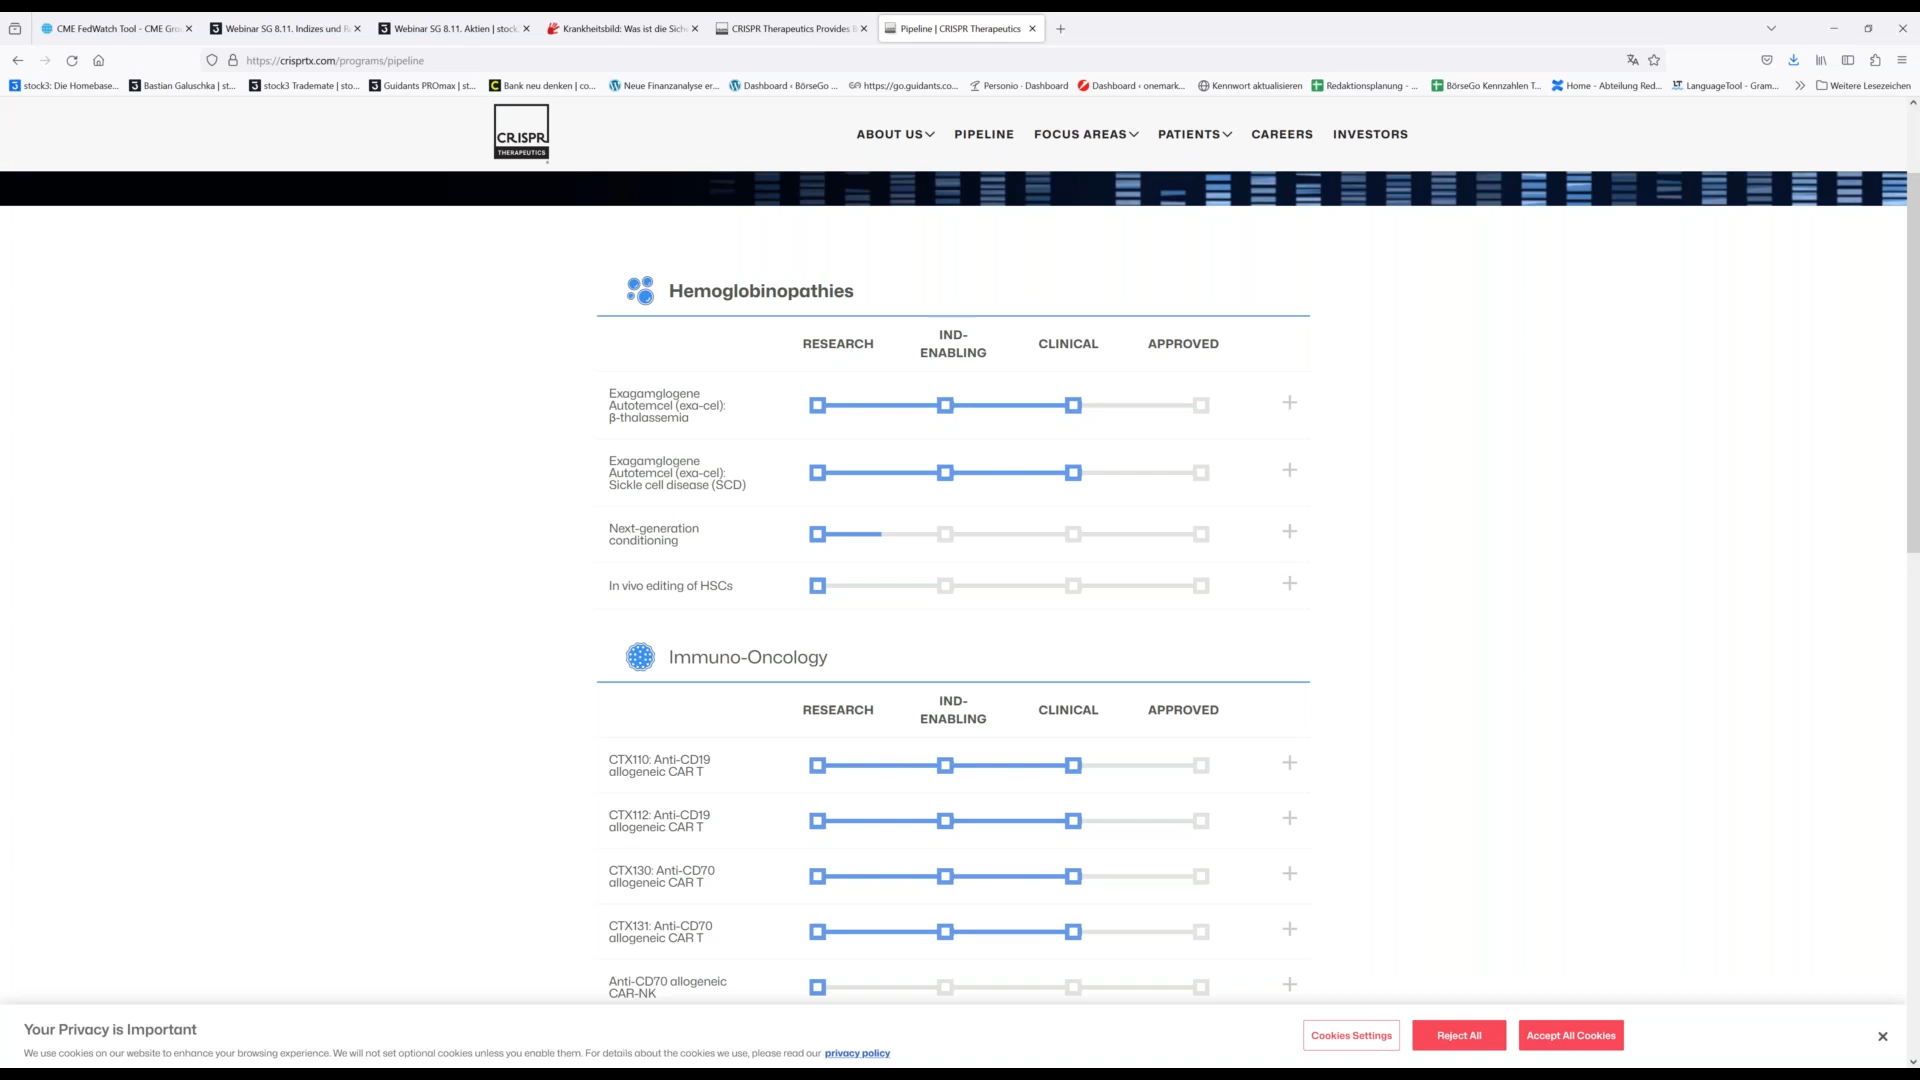 CME FedWatch Tool - CME Gro
Webinar SG 8.11. Indizes und R
Webinar SG 8.11. Aktien | stock
Krankheitsbild: Was ist die Sich
CRISPR Therapeutics Provides B
Pipeline | CRISPR Therapeutics
https://crisprtx.com/programs/pipeline
stock3: Die Homebase...
Bastian Galuschka | st...
stock3 Trademate | sto...
Guidants PROmax | st...
Bank neu denken | co...
Neue Finanzanalyse er...
Dashboard ‹ BörseGo ...
https://go.guidants.co...
Personio · Dashboard
Dashboard ‹ onemark...
Kennwort aktualisieren
Redaktionsplanung - ...
BörseGo Kennzahlen T...
Home - Abteilung Red...
LanguageTool - Gram...
Weitere Lesezeichen
CRISPR
THERAPEUTICS
ABOUT US
PIPELINE
FOCUS AREAS
PATIENTS
CAREERS
INVESTORS
Hemoglobinopathies
RESEARCH
IND-
ENABLING
CLINICAL
APPROVED
Exagamglogene
Autotemcel (exa-cel):
β-thalassemia
Exagamglogene
Autotemcel (exa-cel):
Sickle cell disease (SCD)
Next-generation
conditioning
In vivo editing of HSCs
Immuno-Oncology
RESEARCH
IND-
ENABLING
CLINICAL
APPROVED
CTX110: Anti-CD19
allogeneic CAR T
CTX112: Anti-CD19
allogeneic CAR T
CTX130: Anti-CD70
allogeneic CAR T
CTX131: Anti-CD70
allogeneic CAR T
Anti-CD70 allogeneic
CAR-NK
Your Privacy is Important
We use cookies on our website to enhance your browsing experience. We will not set optional cookies unless you enable them. For details about the cookies we use, please read our privacy policy
Cookies Settings
Reject All
Accept All Cookies